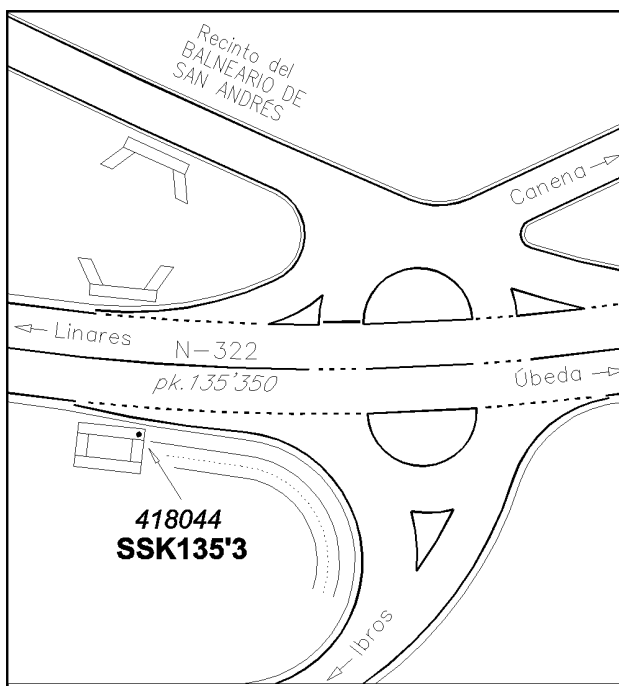 Recinto del
BALNEARIO DE
SAN ANDRÉS
Canena
Linares
N-322
pk.135'350
Úbeda
418044
SSK135'3
Ibros